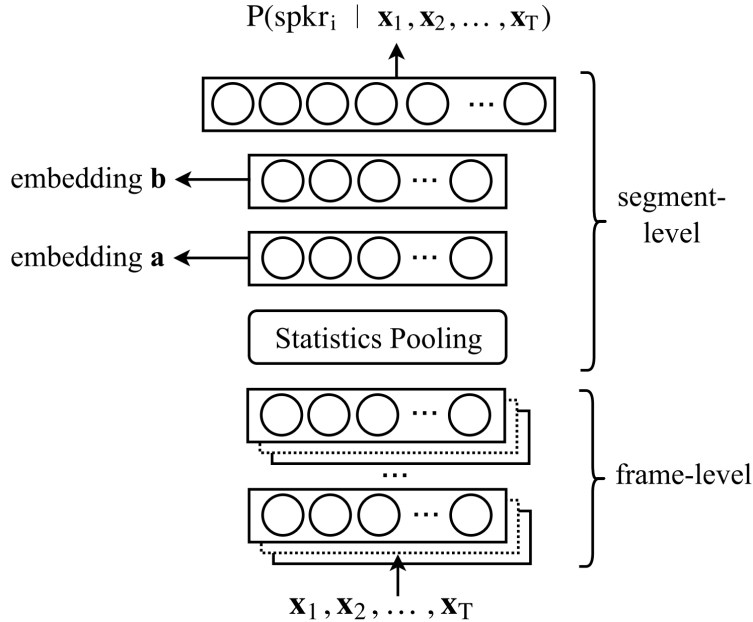 P(spkr_i | x_1, x_2, ..., x_T)
...
embedding b
...
segment-
level
embedding a
...
Statistics Pooling
...
...
frame-level
...
x_1, x_2, ..., x_T